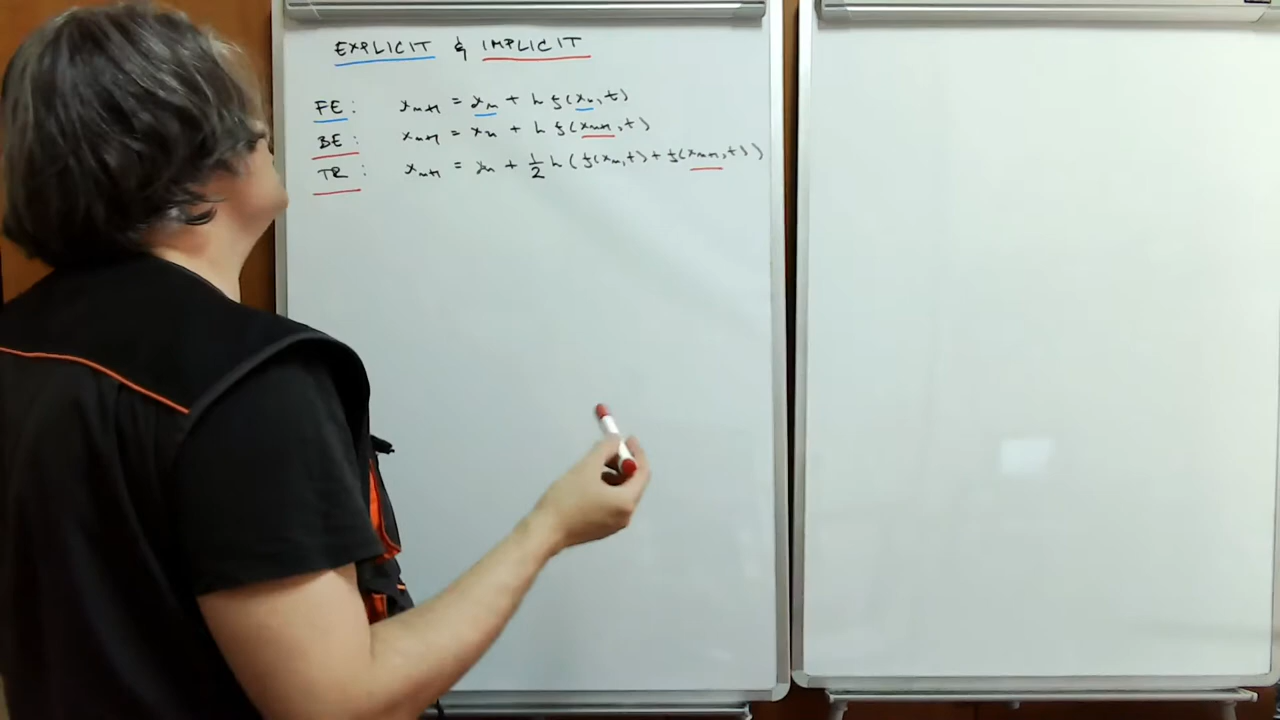 EXPLICIT & IMPLICIT
FE: xₙ₊₁ = xₙ + h f(xₙ, t)
BE: xₙ₊₁ = xₙ + h f(xₙ₊₁, t)
TR: xₙ₊₁ = xₙ + 1/2 h (f(xₙ, t) + f(xₙ₊₁, t))